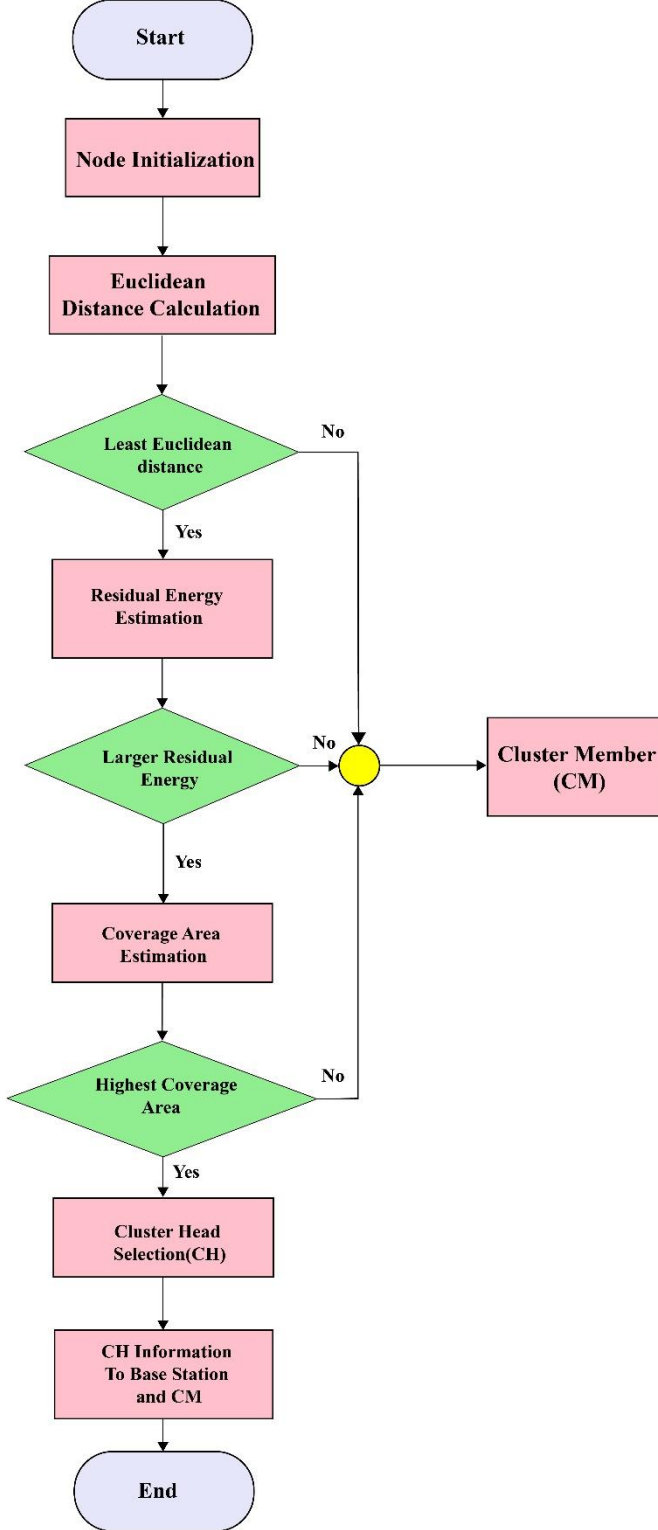 Start
Node Initialization
Euclidean
Distance Calculation
Least Euclidean
distance
No
Yes
Residual Energy
Estimation
Larger Residual
Energy
No
Cluster Member
(CM)
Yes
Coverage Area
Estimation
Highest Coverage
Area
No
Yes
Cluster Head
Selection(CH)
CH Information
To Base Station
and CM
End